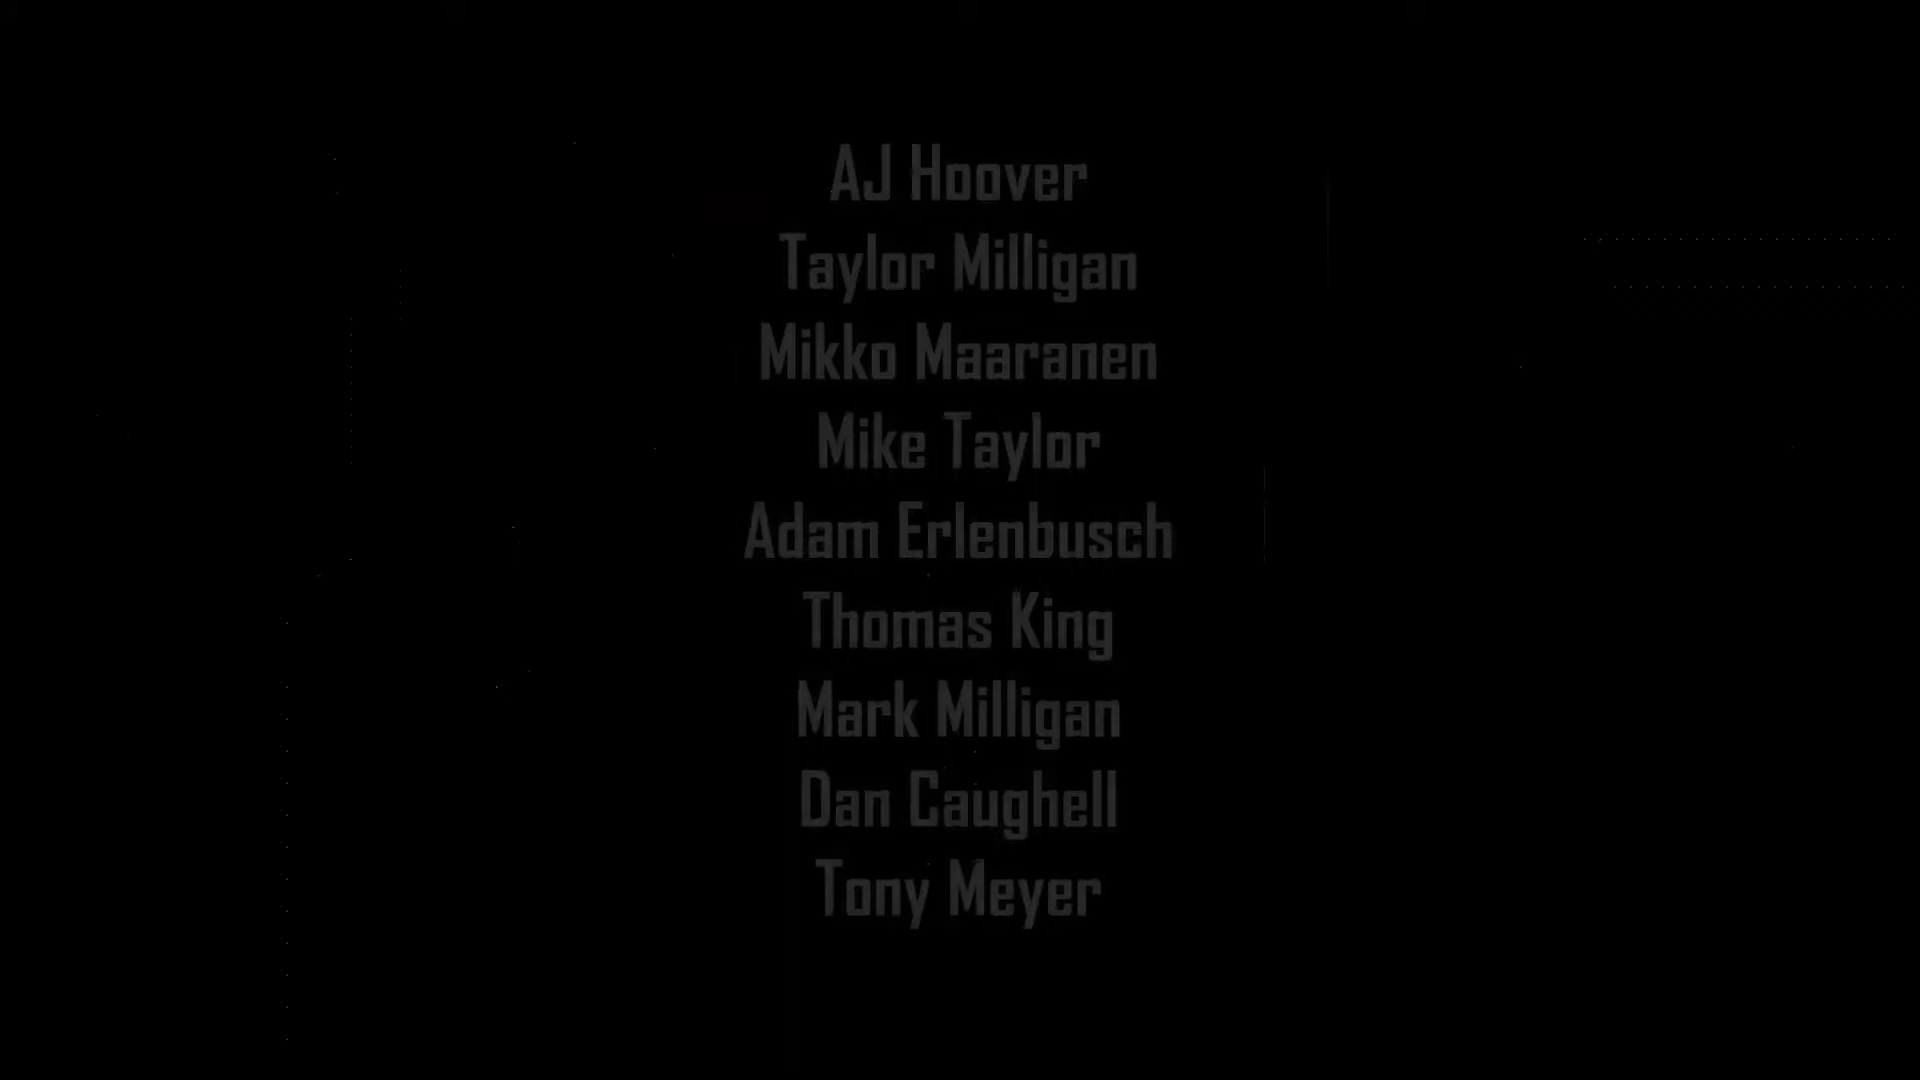 AJ Hoover
Taylor Milligan
Mikko Maaranen
Mike Taylor
Adam Erlenbusch
Thomas King
Mark Milligan
Dan Caughell
Tony Meyer